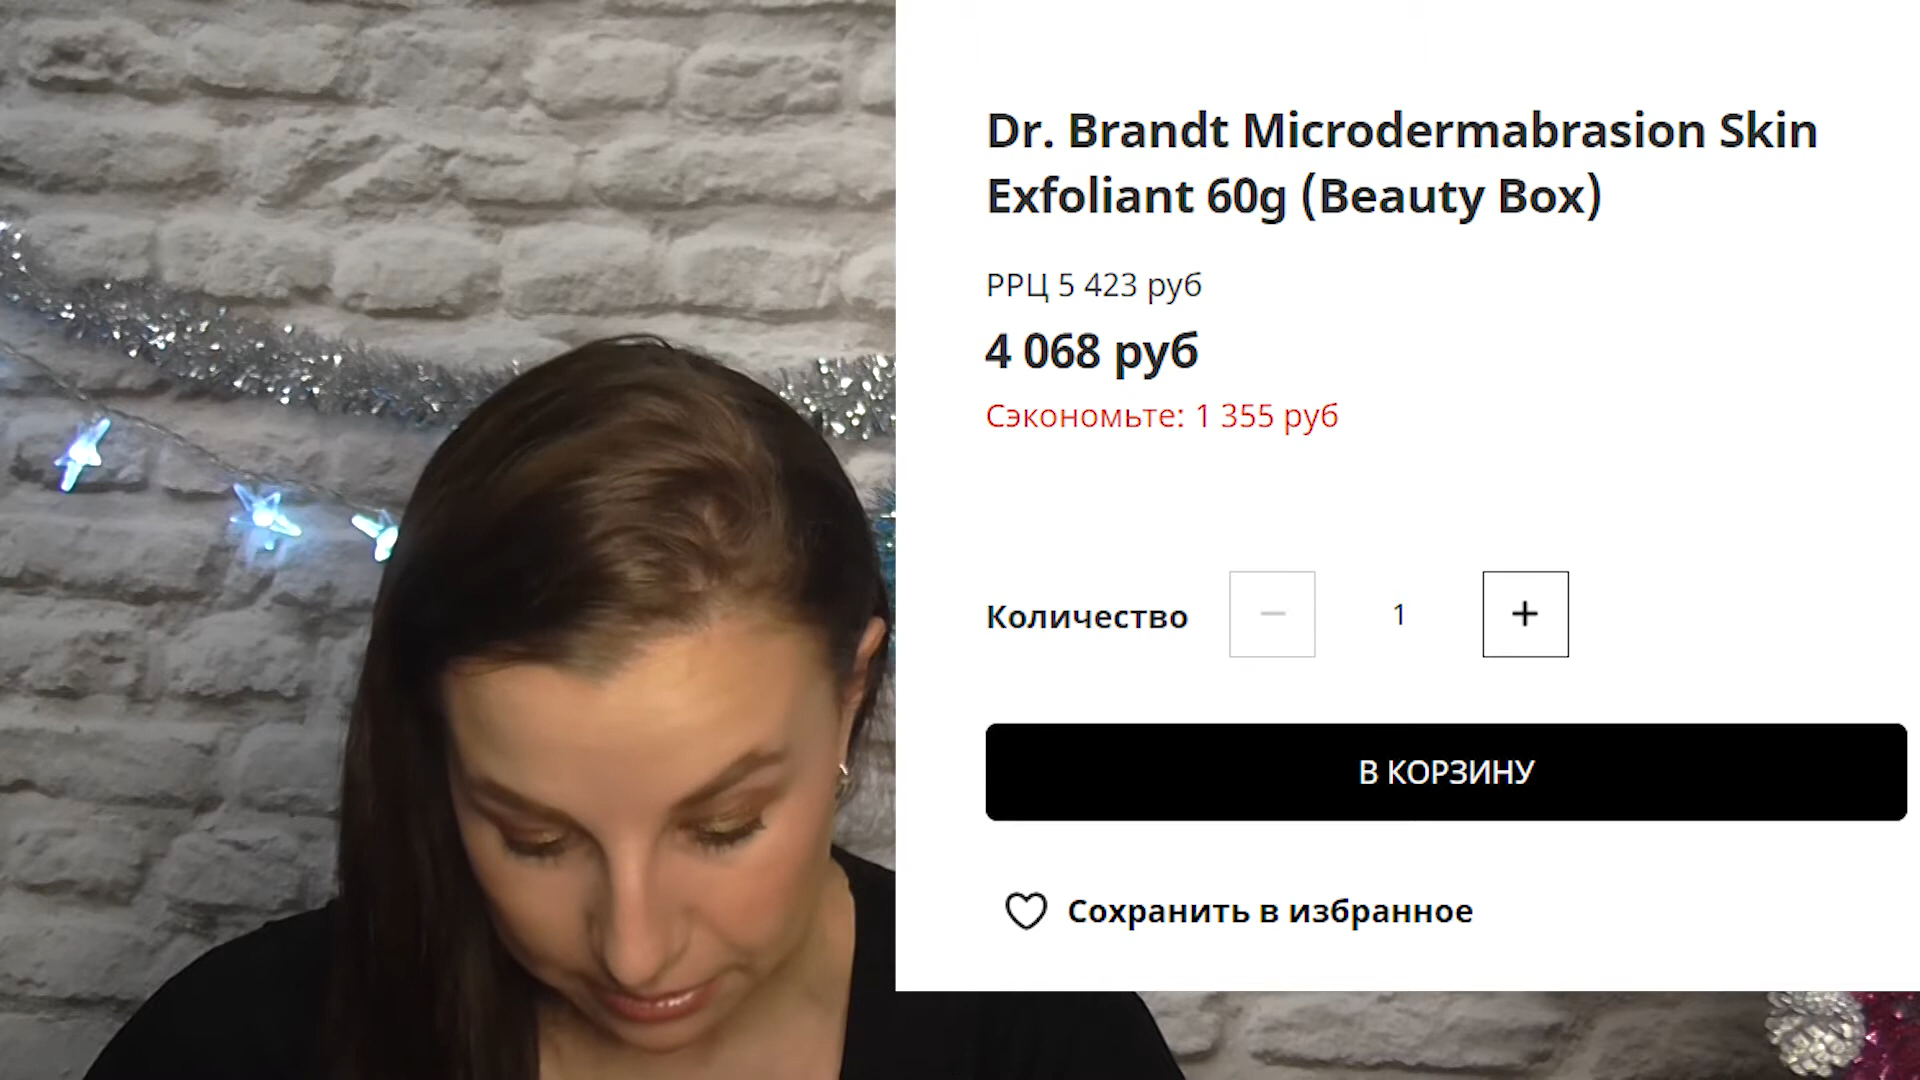 Dr. Brandt Microdermabrasion Skin
Exfoliant 60g (Beauty Box)
РРЦ 5 423 руб
4 068 руб
Сэкономьте: 1 355 руб
Количество − 1 +
В КОРЗИНУ
Сохранить в избранное